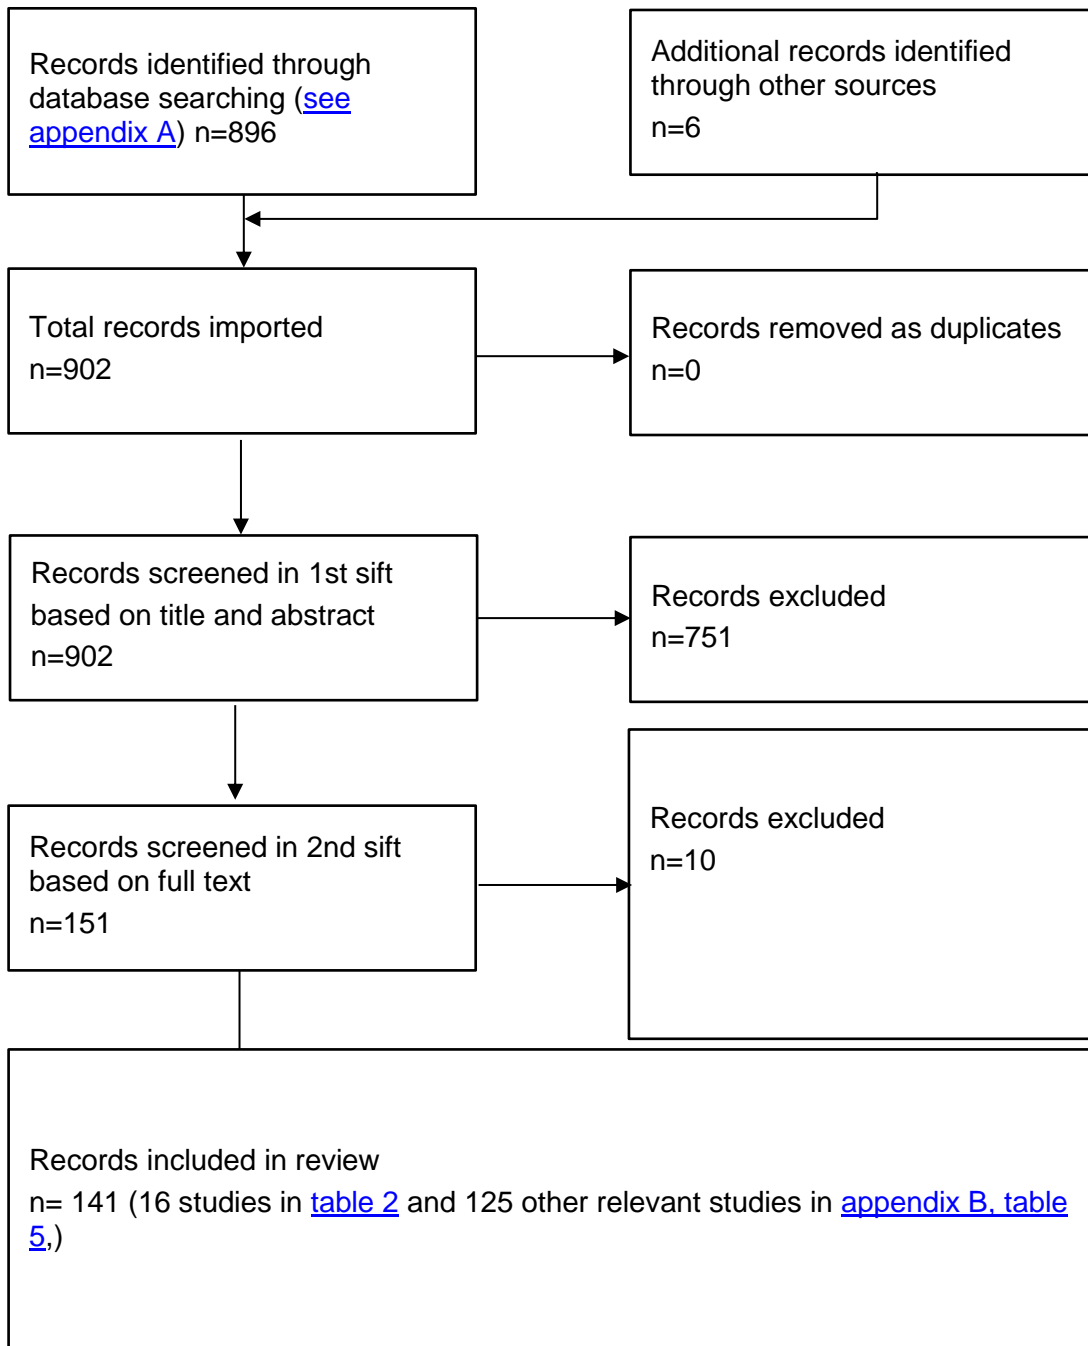 Records identified through
database searching (see
appendix A) n=896
Additional records identified
through other sources
n=6
Total records imported
n=902
Records removed as duplicates
n=0
Records screened in 1st sift
based on title and abstract
n=902
Records excluded
n=751
Records screened in 2nd sift
based on full text
n=151
Records excluded
n=10
Records included in review
n= 141 (16 studies in table 2 and 125 other relevant studies in appendix B, table
5,)